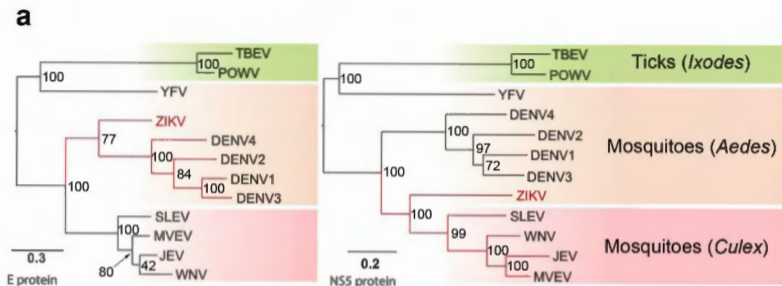 a
TBEV
100
POWV
100
YFV
ZIKV
77
DENV4
100
DENV2
84
DENV1
100
DENV3
100
SLEV
100
MVEV
JEV
80
42
WNV
0.3
E protein
TBEV
100
POWV
100
YFV
DENV4
100
DENV2
97
DENV1
72
DENV3
100
ZIKV
100
SLEV
99
WNV
100
JEV
100
MVEV
0.2
NS5 protein
Ticks (Ixodes)
Mosquitoes (Aedes)
Mosquitoes (Culex)